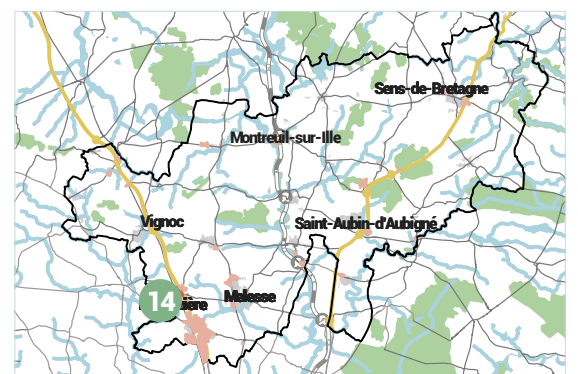 Sens-de-Bretagne
Montreuil-sur-Ille
Vignoc
Saint-Aubin-d'Aubigné
Melesse
14